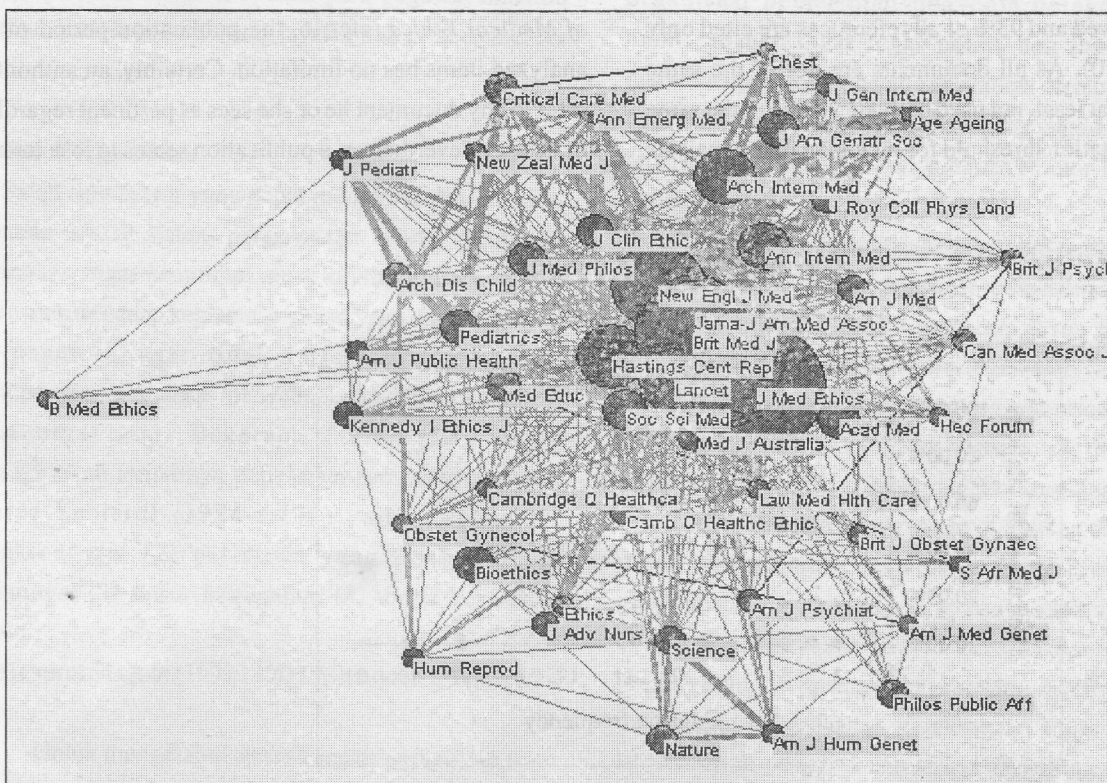 Chest
Critical Care Med
J Gen Intern Med
Ann Emerg Med
Age Ageing
J Am Geriatr Soc
J Pediatr
New Zeal Med J
Arch Intern Med
J Roy Coll Phys Lond
J Clin Ethic
Ann Intern Med
J Med Philos
Brit J Psych
Arch Dis Child
Am J Med
New Engl J Med
Jama-J Am Med Assoc
Pediatrics
Brit Med J
Can Med Assoc J
Am J Public Health
Hastings Cent Rep
Lancet
Med Educ
J Med Ethics
B Med Ethics
Kennedy I Ethics J
Soc Sci Med
Acad Med
Hec Forum
Med J Australia
Cambridge Q Healthca
Law Med Hlth Care
Camb Q Healthc Ethic
Obstet Gynecol
Brit J Obstet Gynaec
Bioethics
S Afr Med J
Ethics
Am J Psychiat
J Adv Nurs
Am J Med Genet
Science
Hum Reprod
Philos Public Aff
Nature
Am J Hum Genet